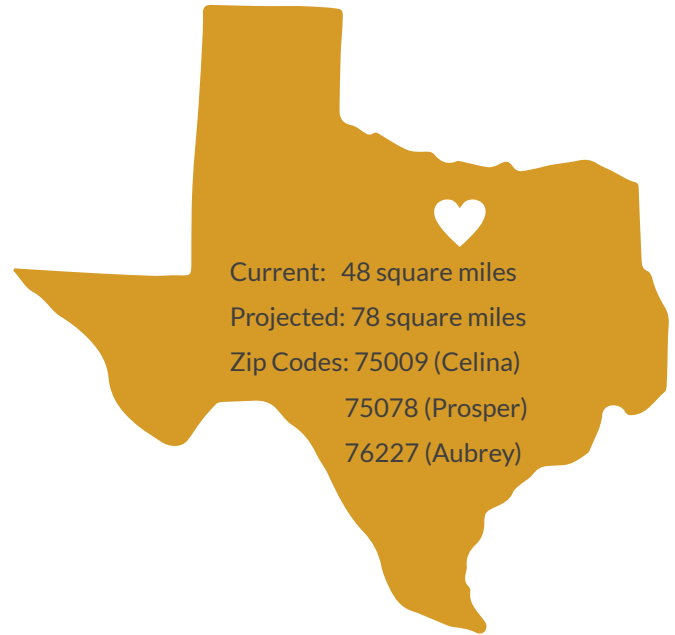 Current: 48 square miles
Projected: 78 square miles
Zip Codes: 75009 (Celina)
75078 (Prosper)
76227 (Aubrey)